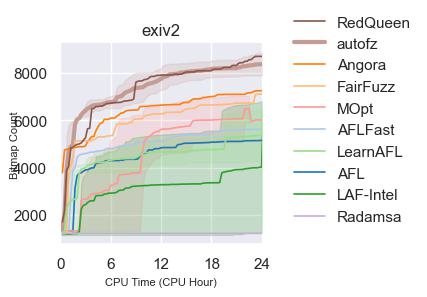 exiv2
8000
6000
4000
2000
Bitmap Count
0
6
12
18
24
CPU Time (CPU Hour)
RedQueen
autofz
Angora
FairFuzz
MOpt
AFLFast
LearnAFL
AFL
LAF-Intel
Radamsa